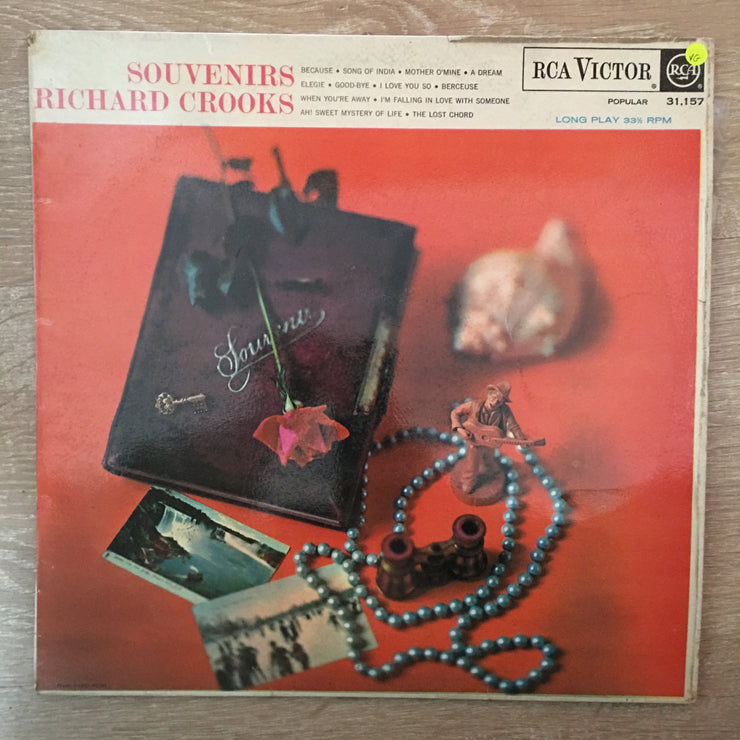 SOUVENIRS
RICHARD CROOKS
BECAUSE • SONG OF INDIA • MOTHER O'MINE • A DREAM
ELEGIE • GOOD-BYE • I LOVE YOU SO • BERCEUSE
WHEN YOU'RE AWAY • I'M FALLING IN LOVE WITH SOMEONE
AH! SWEET MYSTERY OF LIFE • THE LOST CHORD
RCA VICTOR
RCA
VG
POPULAR 31,157
LONG PLAY 33⅓ RPM
Souvenirs